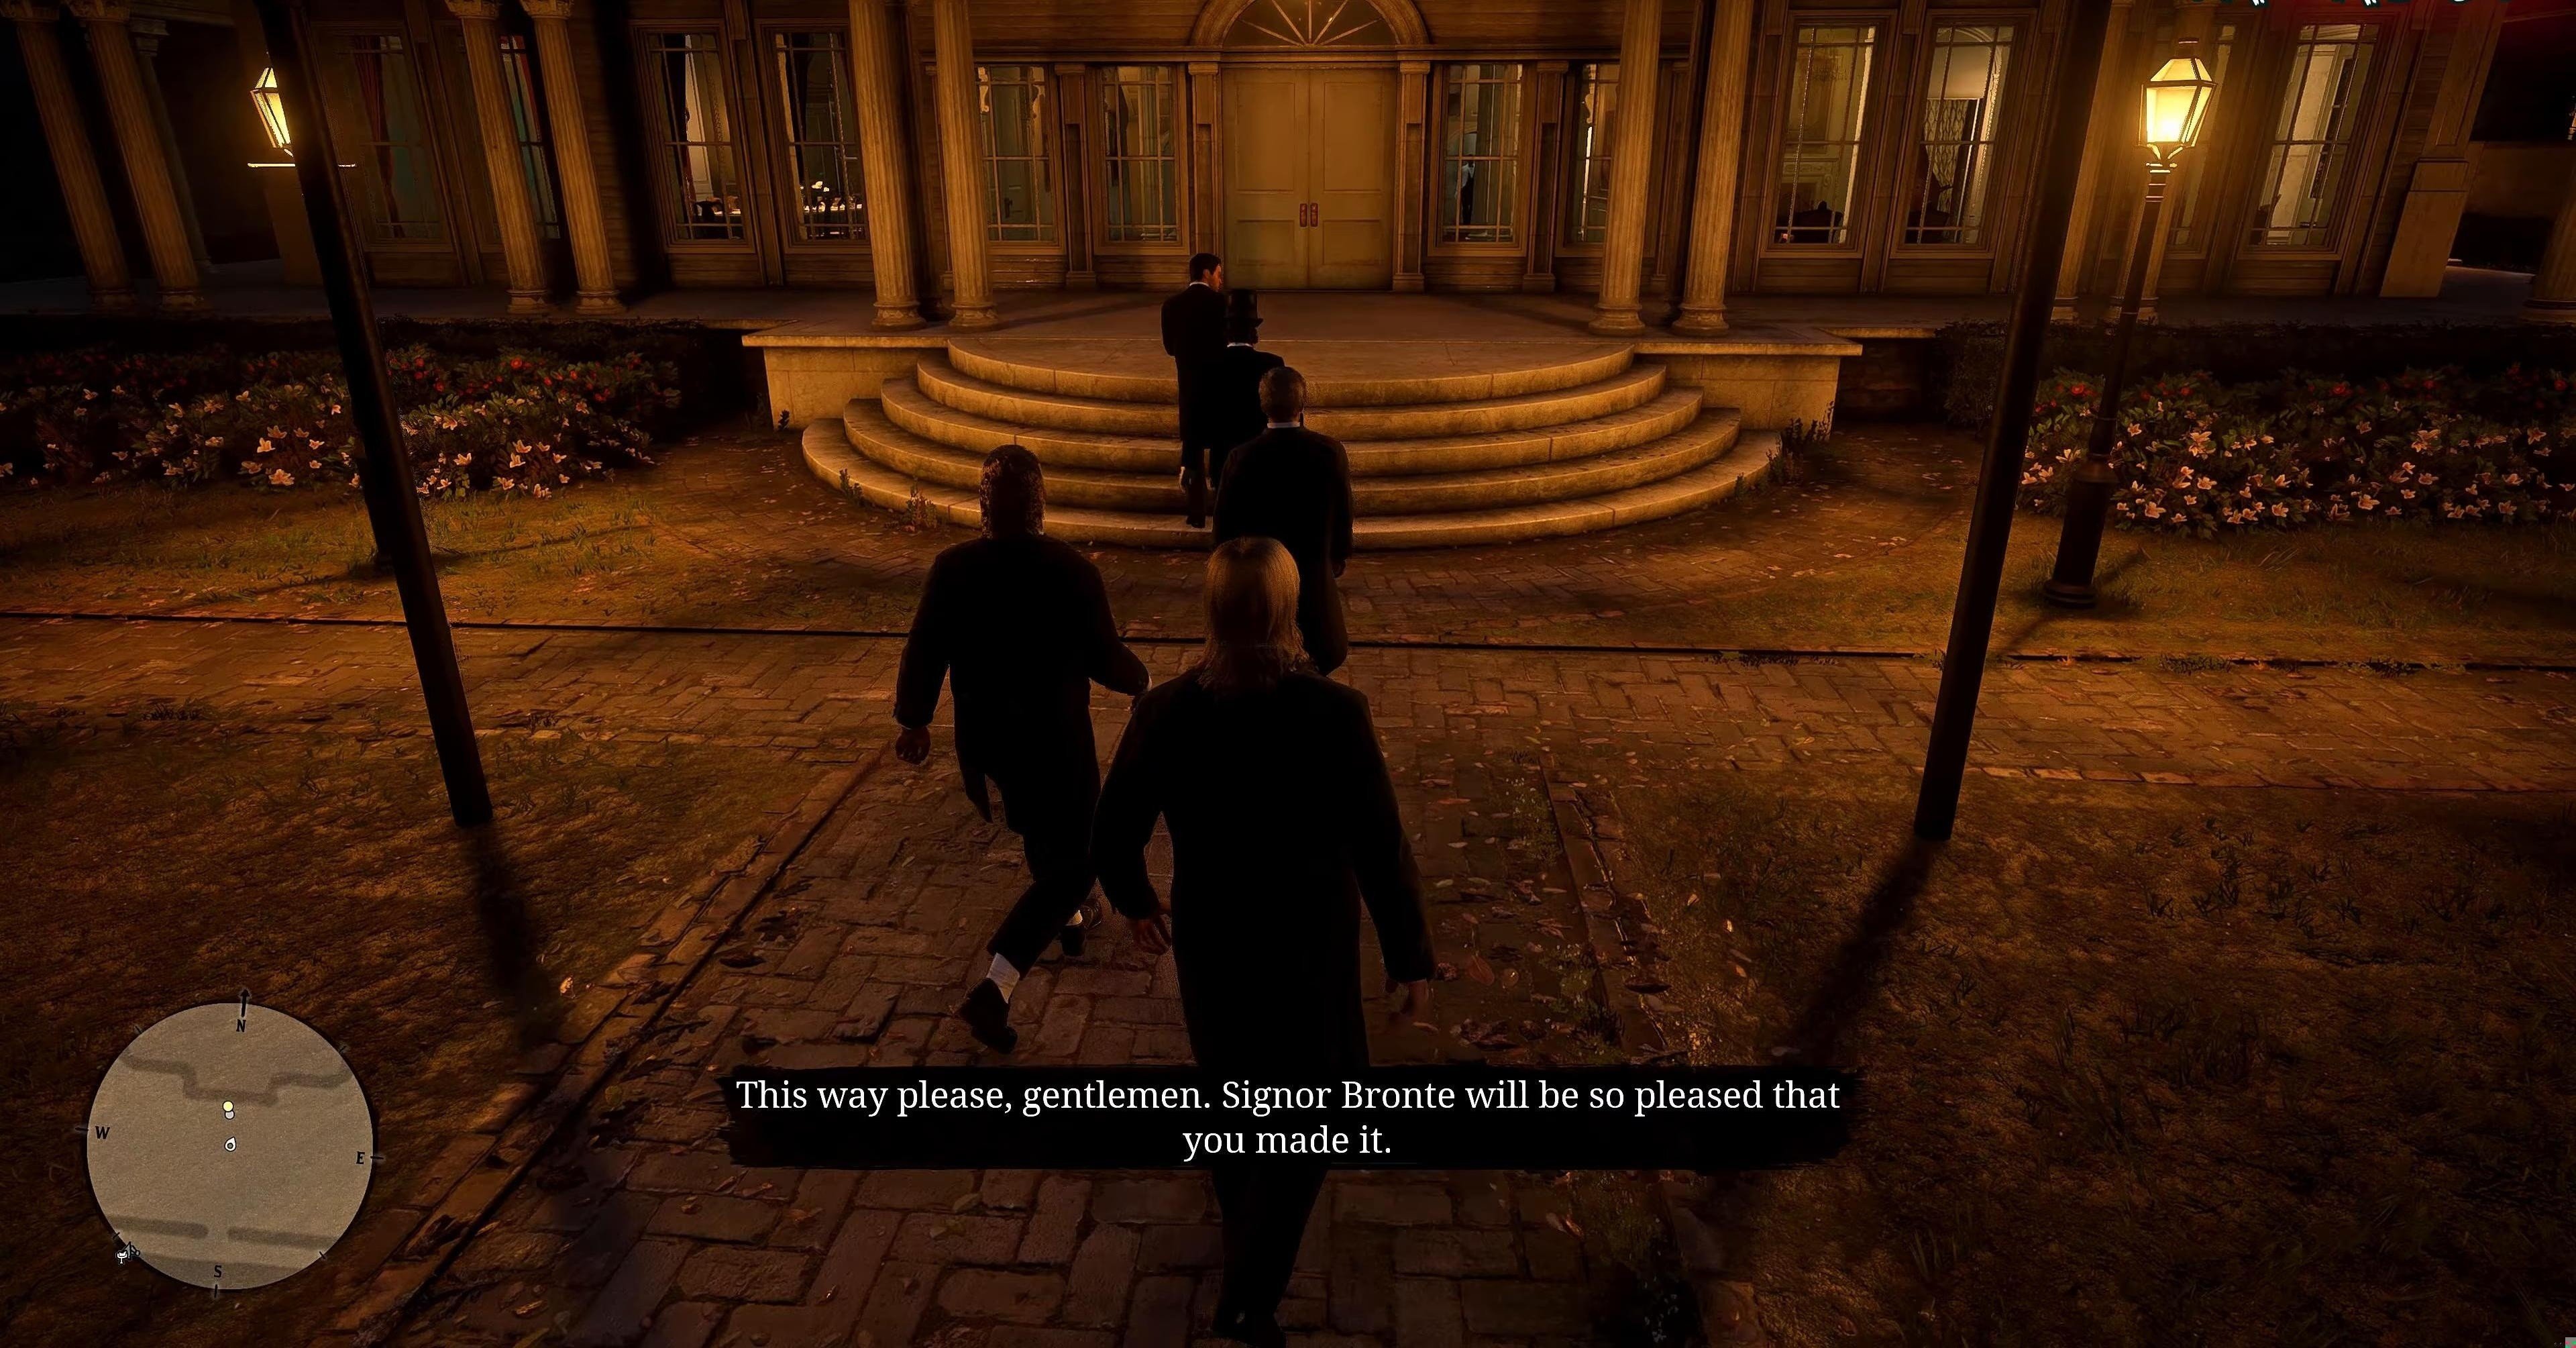 N
W
E
S
This way please, gentlemen. Signor Bronte will be so pleased that
you made it.